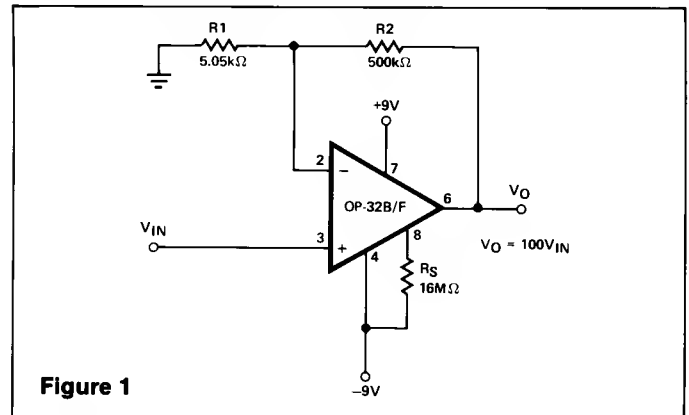 R1
5.05kΩ
R2
500kΩ
+9V
2
7
−
OP-32B/F
6
VO
VIN
3
+
4
8
VO = 100VIN
RS
16MΩ
−9V
Figure 1